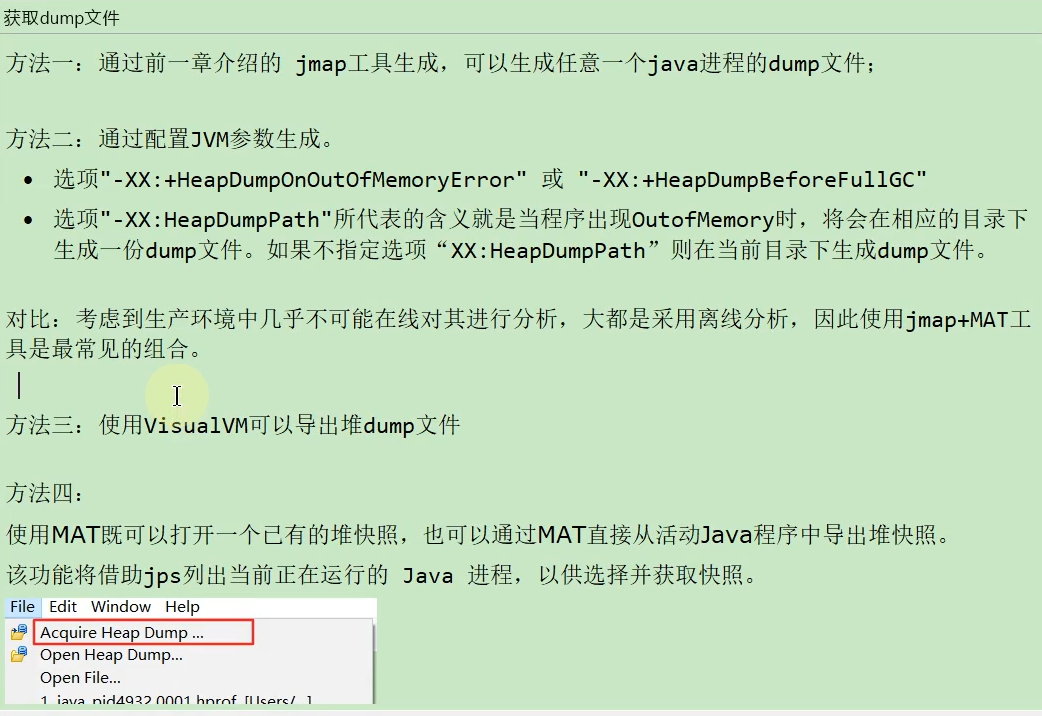 获取dump文件
方法一：通过前一章介绍的 jmap工具生成，可以生成任意一个java进程的dump文件；
方法二：通过配置JVM参数生成。
• 选项"-XX:+HeapDumpOnOutOfMemoryError" 或 "-XX:+HeapDumpBeforeFullGC"
• 选项"-XX:HeapDumpPath"所代表的含义就是当程序出现OutofMemory时，将会在相应的目录下
生成一份dump文件。如果不指定选项“XX:HeapDumpPath”则在当前目录下生成dump文件。
对比：考虑到生产环境中几乎不可能在线对其进行分析，大都是采用离线分析，因此使用jmap+MAT工
具是最常见的组合。
方法三：使用VisualVM可以导出堆dump文件
方法四：
使用MAT既可以打开一个已有的堆快照，也可以通过MAT直接从活动Java程序中导出堆快照。
该功能将借助jps列出当前正在运行的 Java 进程，以供选择并获取快照。
File Edit Window Help
Acquire Heap Dump ...
Open Heap Dump...
Open File...
1 java_pid4932.0001.hprof [Users/...]